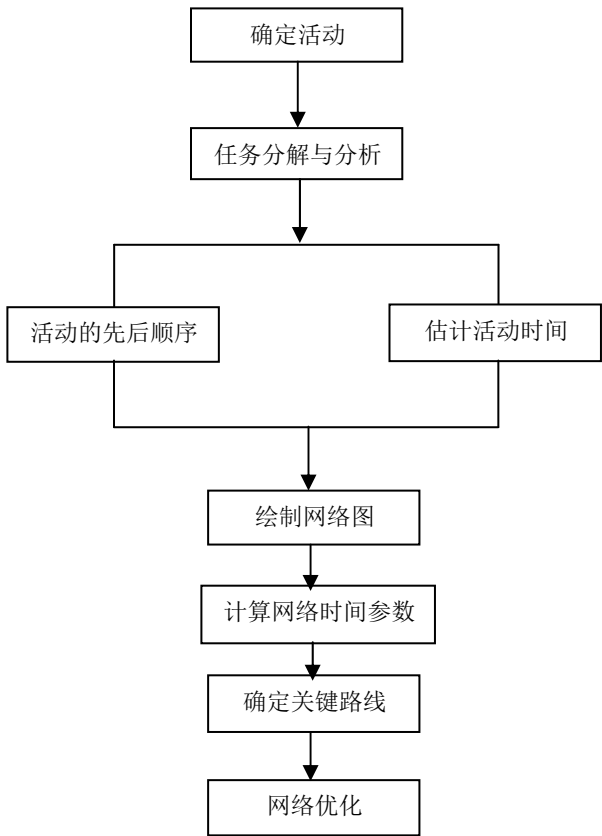 确定活动
任务分解与分析
活动的先后顺序
估计活动时间
绘制网络图
计算网络时间参数
确定关键路线
网络优化